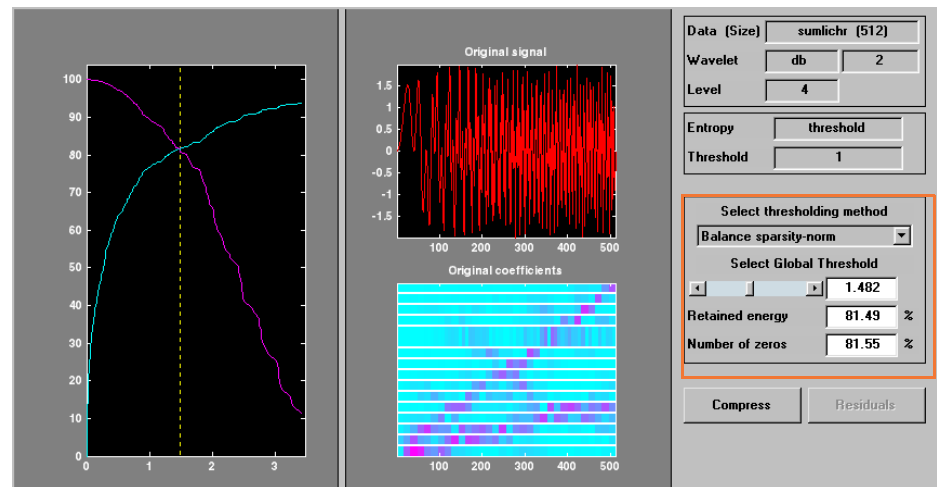 100
90
80
70
60
50
40
30
20
10
0
0 1 2 3
Original signal
1.5
1
0.5
0
-0.5
-1
-1.5
100 200 300 400 500
Original coefficients
100 200 300 400 500
Data (Size) sumlichr (512)
Wavelet db 2
Level 4
Entropy threshold
Threshold 1
Select thresholding method
Balance sparsity-norm
Select Global Threshold
1.482
Retained energy 81.49 %
Number of zeros 81.55 %
Compress Residuals